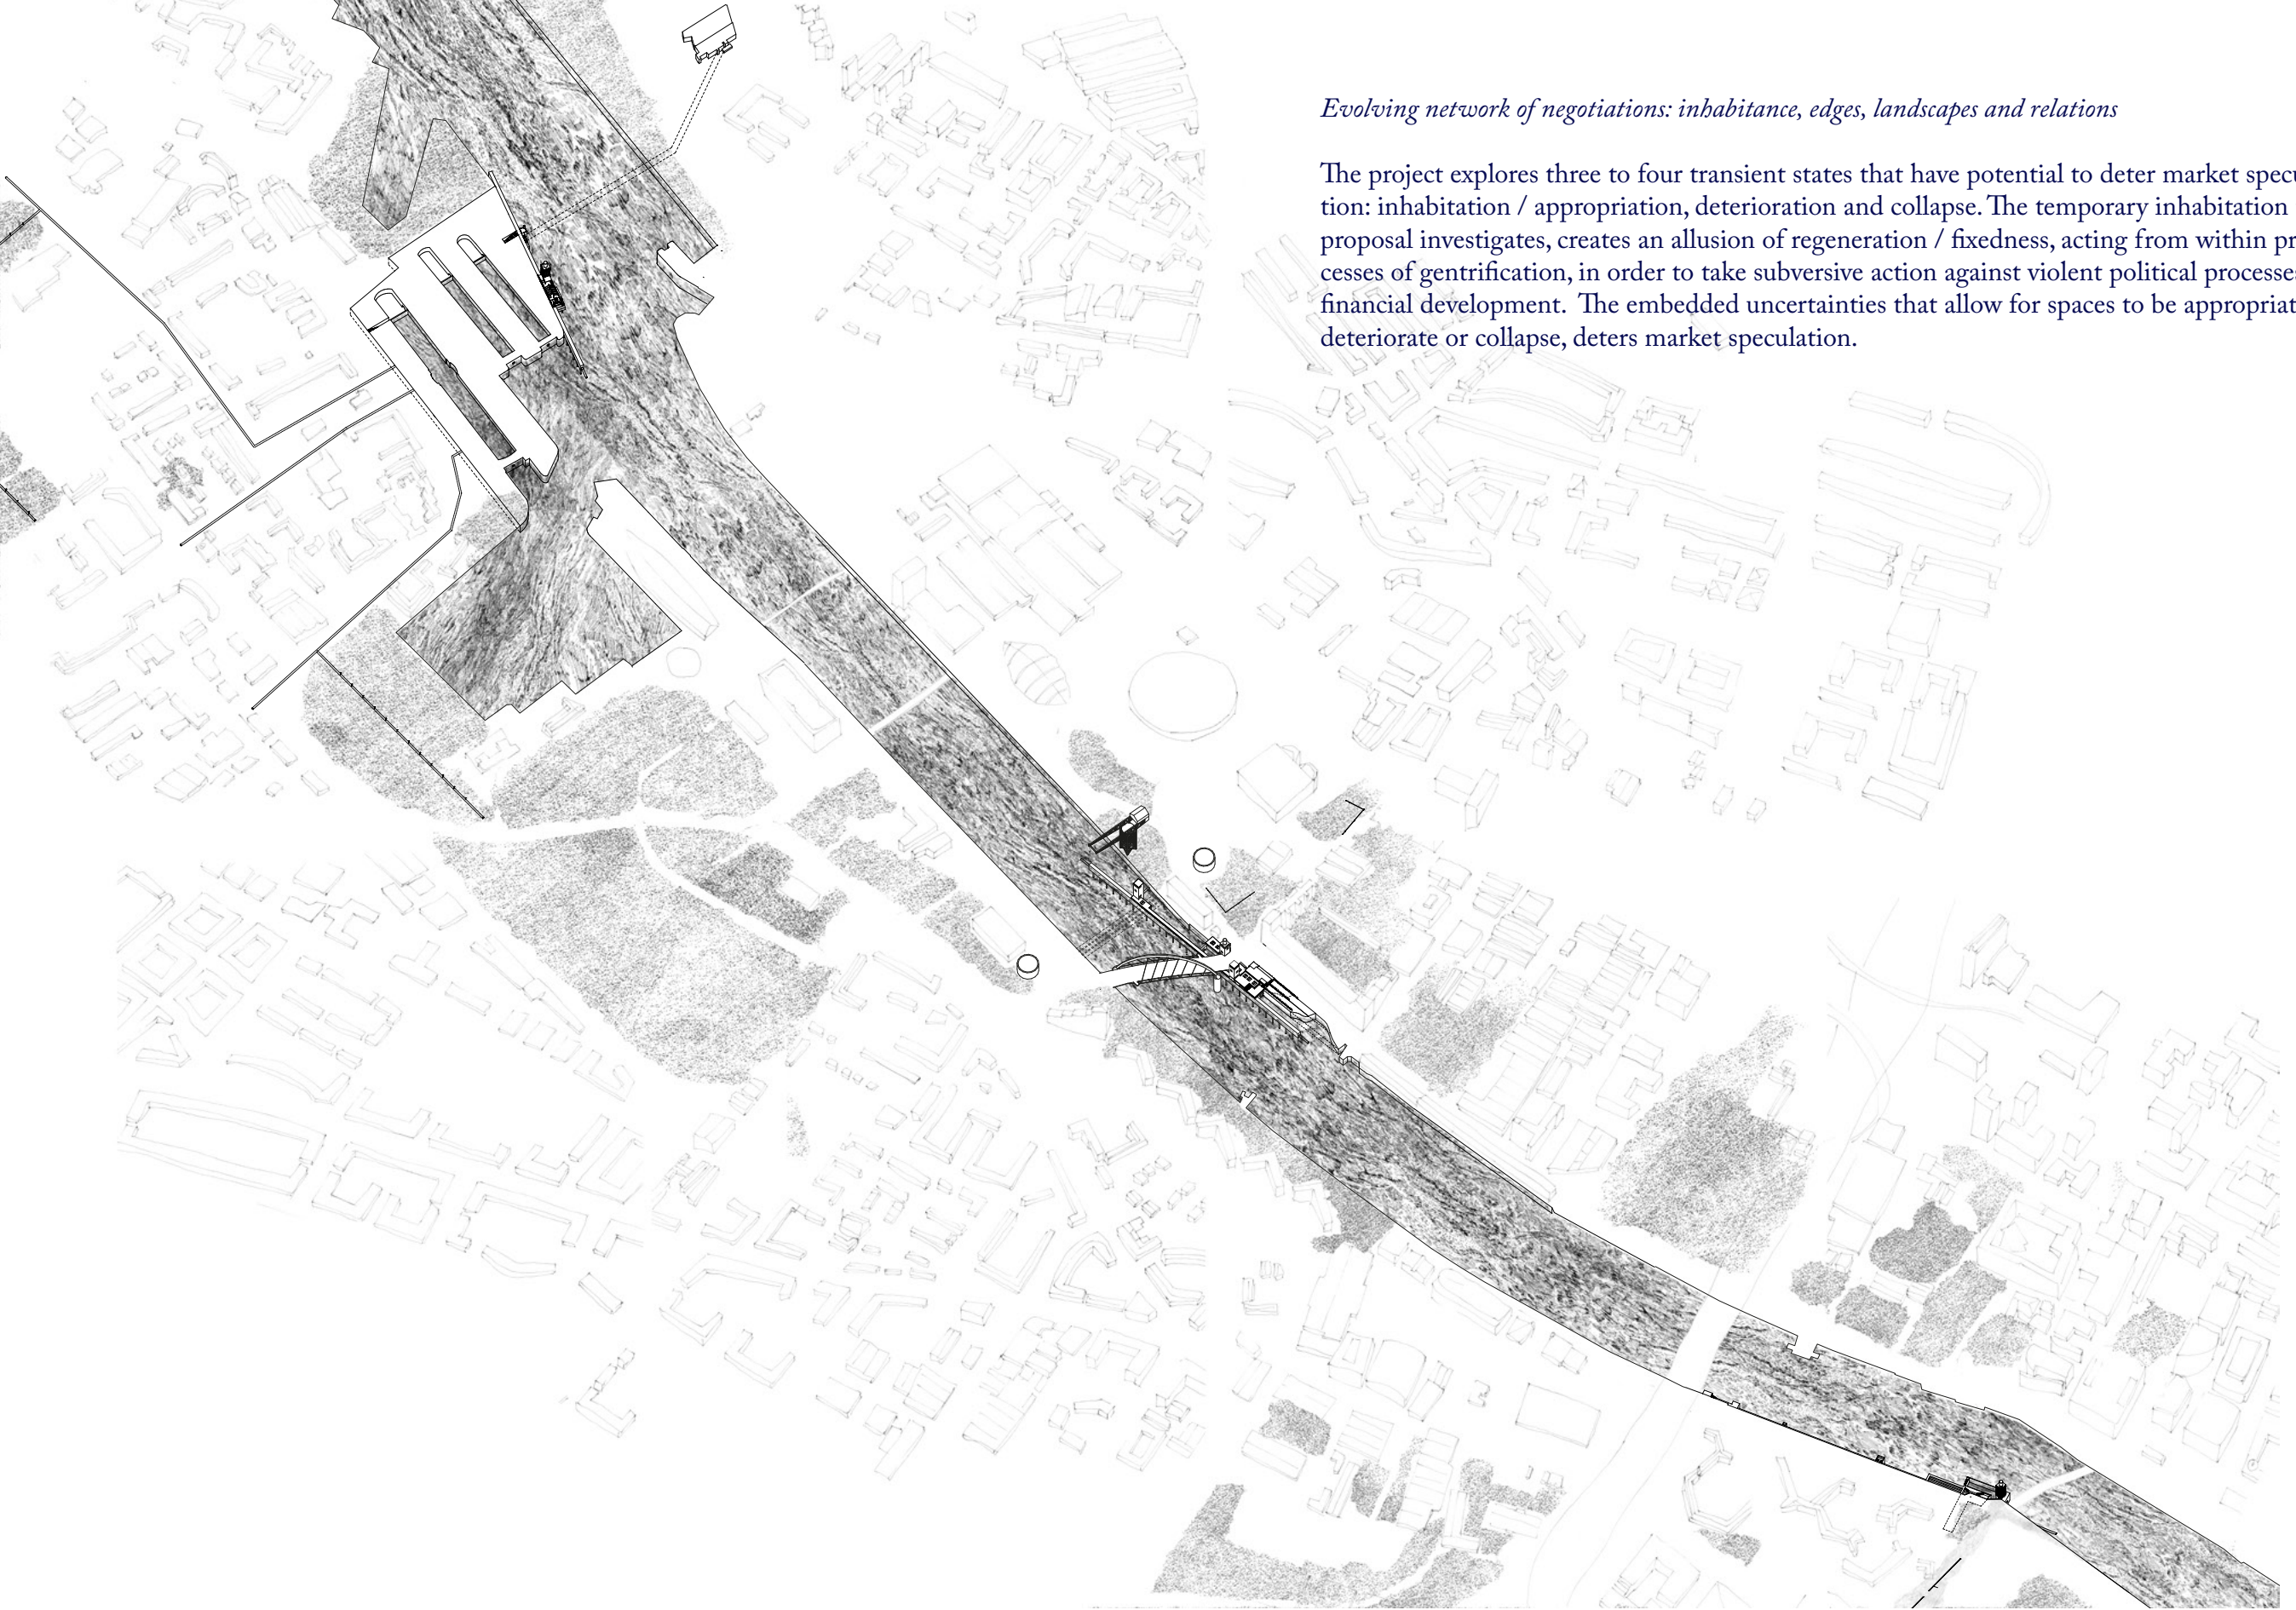 Evolving network of negotiations: inhabitance, edges, landscapes and relations
The project explores three to four transient states that have potential to deter market specu
tion: inhabitation / appropriation, deterioration and collapse. The temporary inhabitation
proposal investigates, creates an allusion of regeneration / fixedness, acting from within pr
cesses of gentrification, in order to take subversive action against violent political processe
financial development. The embedded uncertainties that allow for spaces to be appropriat
deteriorate or collapse, deters market speculation.